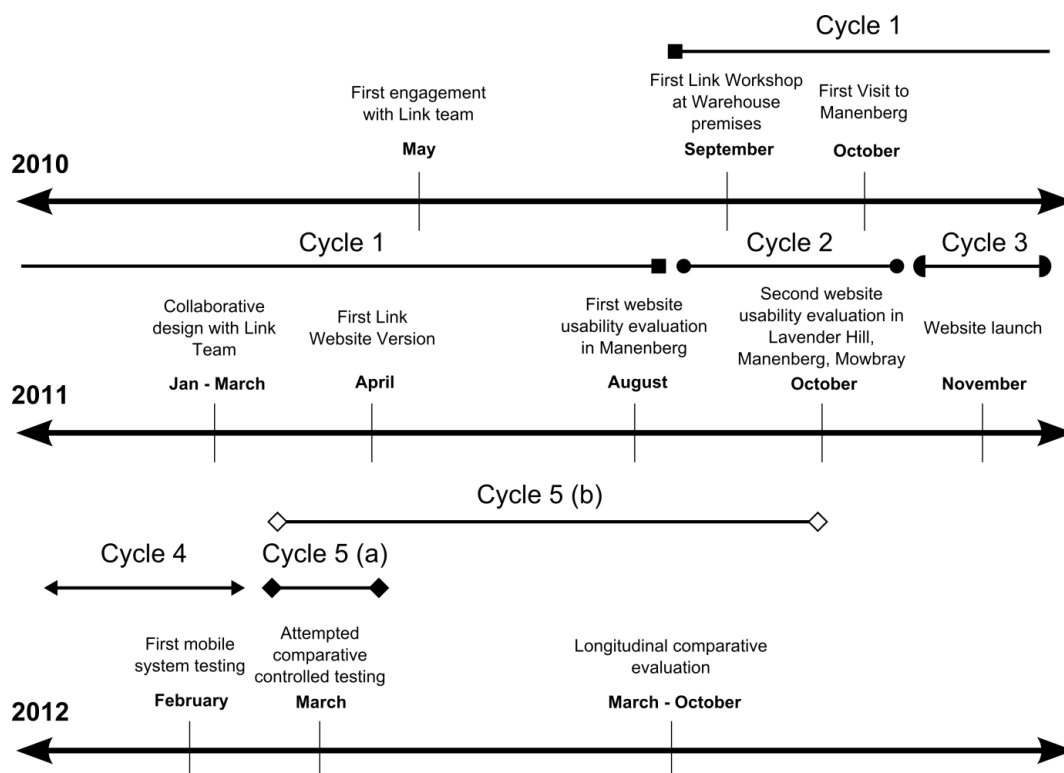 Cycle 1
First engagement
with Link team
May
First Link Workshop
at Warehouse
premises
September
First Visit to
Manenberg
October
2010
Cycle 1
Cycle 2
Cycle 3
Collaborative
design with Link
Team
Jan - March
First Link
Website Version
April
First website
usability evaluation
in Manenberg
August
Second website
usability evaluation in
Lavender Hill,
Manenberg, Mowbray
October
Website launch
November
2011
Cycle 5 (b)
Cycle 4
Cycle 5 (a)
First mobile
system testing
February
Attempted
comparative
controlled testing
March
Longitudinal comparative
evaluation
March - October
2012